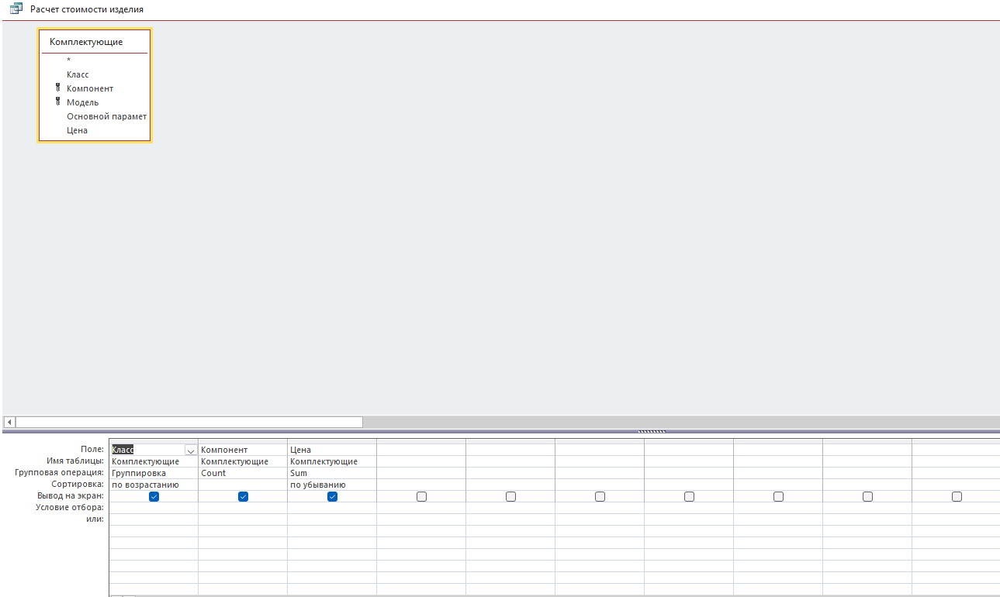 Расчет стоимости изделия
Комплектующие
*
Класс
Компонент
Модель
Основной парамет
Цена
Поле: Класс Компонент Цена
Имя таблицы: Комплектующие Комплектующие Комплектующие
Групповая операция: Группировка Count Sum
Сортировка: по возрастанию по убыванию
Вывод на экран:
Условие отбора:
или: